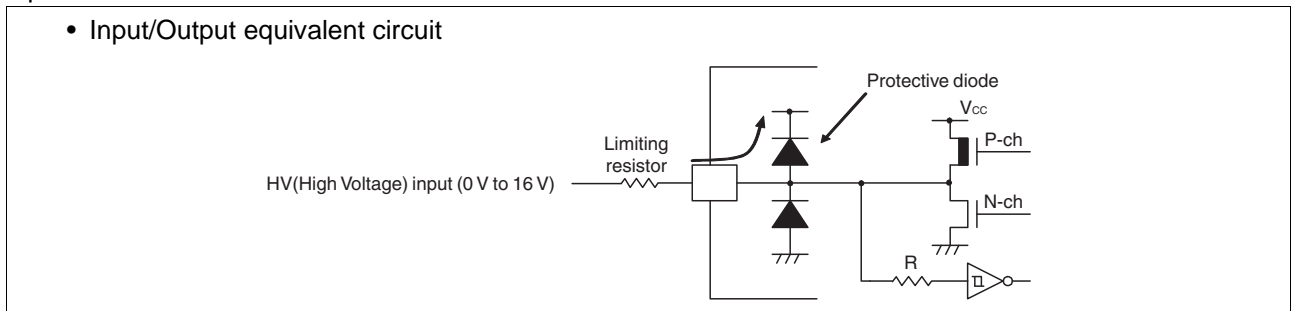 • Input/Output equivalent circuit
Protective diode
Vcc
P-ch
Limiting
resistor
HV(High Voltage) input (0 V to 16 V)
N-ch
R